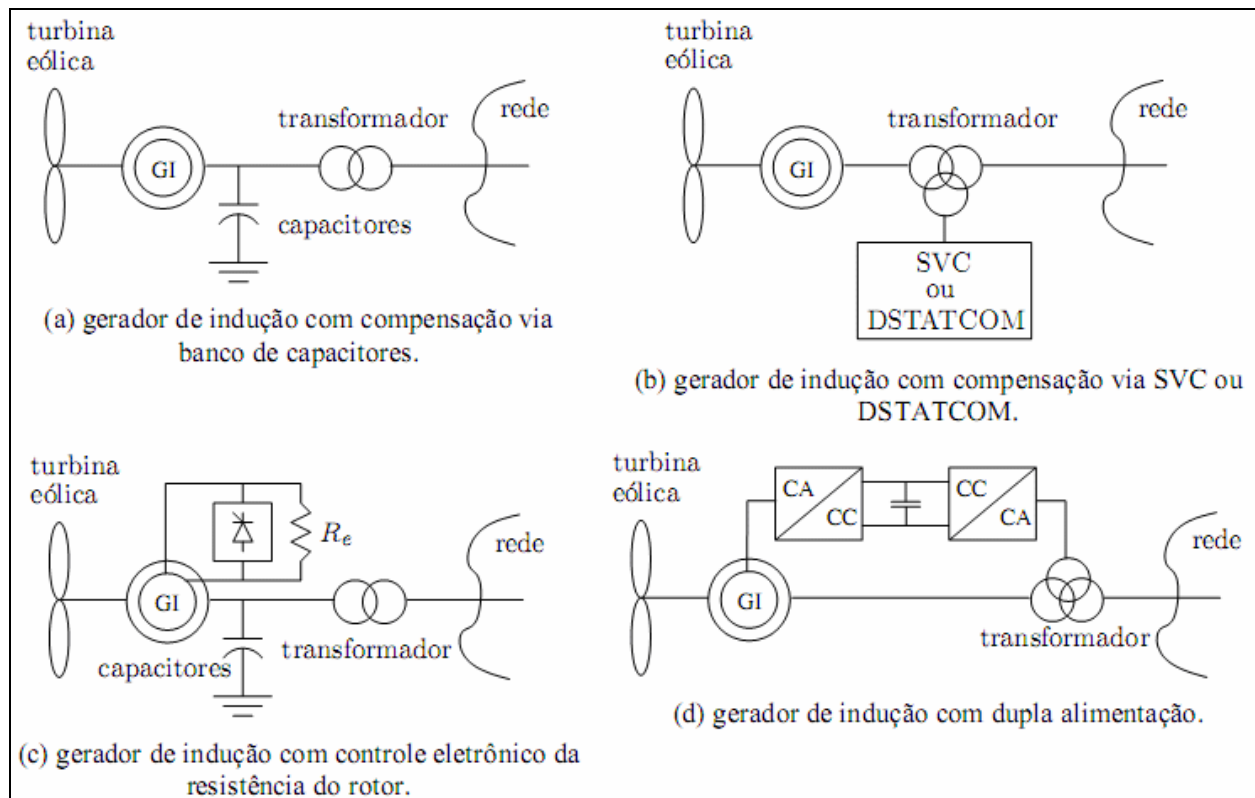 turbina
eólica
transformador
rede
GI
capacitores
(a) gerador de indução com compensação via
banco de capacitores.
turbina
eólica
transformador
rede
GI
SVC
ou
DSTATCOM
(b) gerador de indução com compensação via SVC ou
DSTATCOM.
turbina
eólica
R_e
rede
GI
capacitores
transformador
(c) gerador de indução com controle eletrônico da
resistência do rotor.
turbina
eólica
CA
CC
CC
CA
rede
GI
transformador
(d) gerador de indução com dupla alimentação.